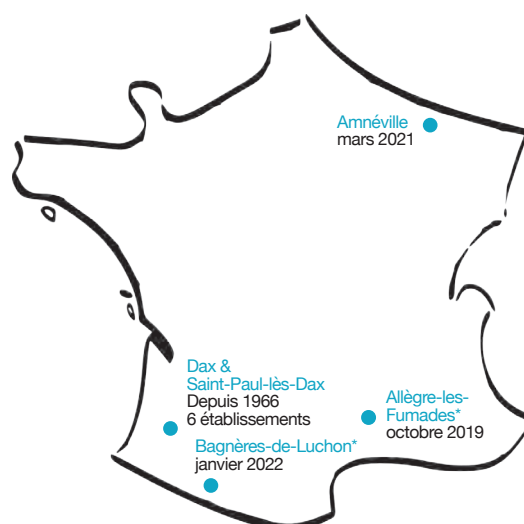 Amnéville
mars 2021
Dax &
Saint-Paul-lès-Dax
Depuis 1966
6 établissements
Allègre-les-
Fumades*
octobre 2019
Bagnères-de-Luchon*
janvier 2022